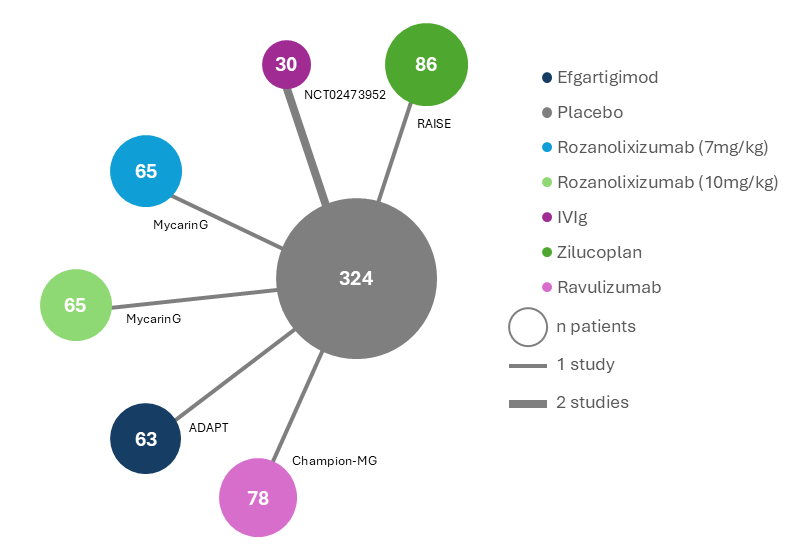 30
86
NCT02473952
RAISE
65
MycarinG
324
65
MycarinG
63
ADAPT
Champion-MG
78
Efgartigimod
Placebo
Rozanolixizumab (7mg/kg)
Rozanolixizumab (10mg/kg)
IVIg
Zilucoplan
Ravulizumab
n patients
1 study
2 studies